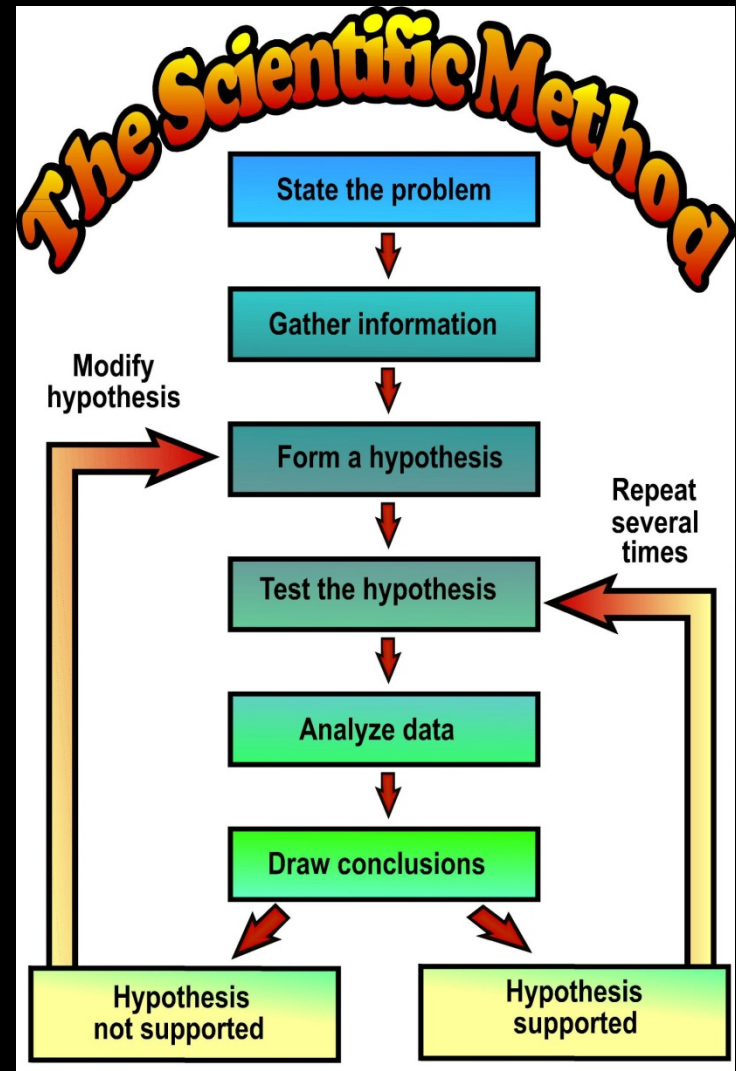 The Scientific Method
State the problem
Gather information
Modify
hypothesis
Form a hypothesis
Repeat
several
times
Test the hypothesis
Analyze data
Draw conclusions
Hypothesis
not supported
Hypothesis
supported